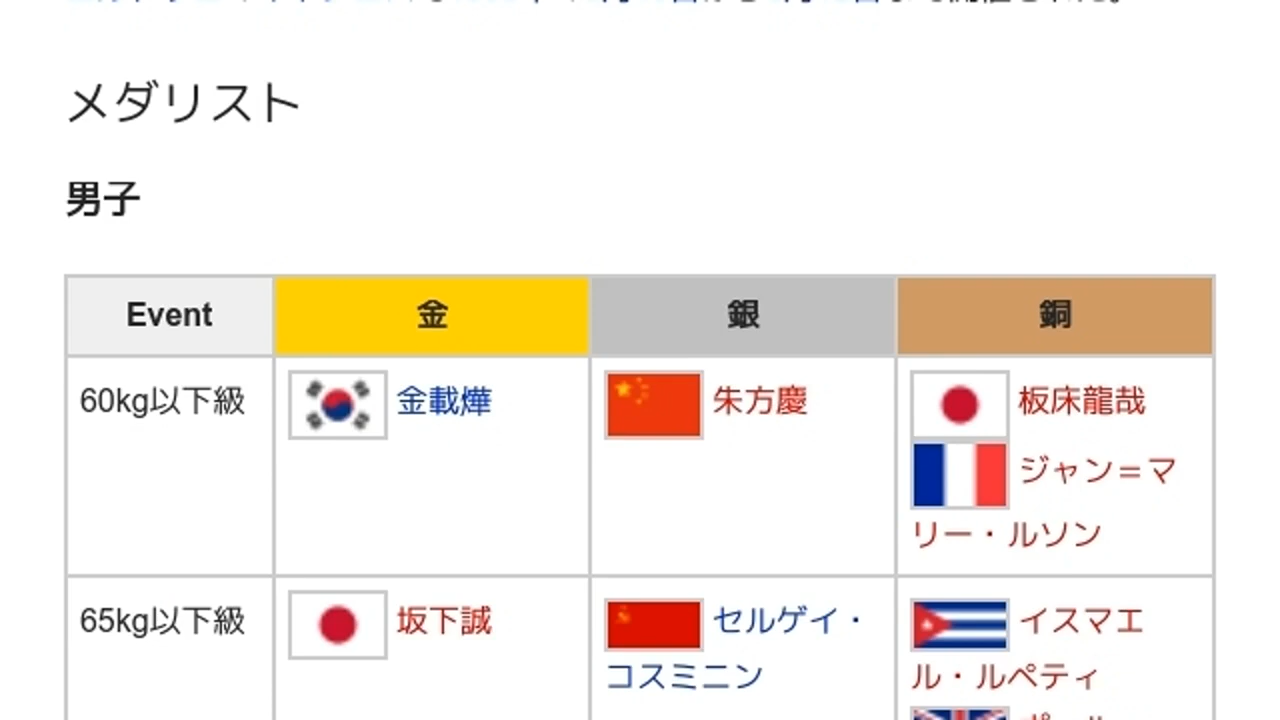 メダリスト
男子
Event 金 銀 銅
60kg以下級 金載燁 朱方慶 板床龍哉
ジャン=マ
リー・ルソン
65kg以下級 坂下誠 セルゲイ・ イスマエ
コスミニン ル・ルペティ